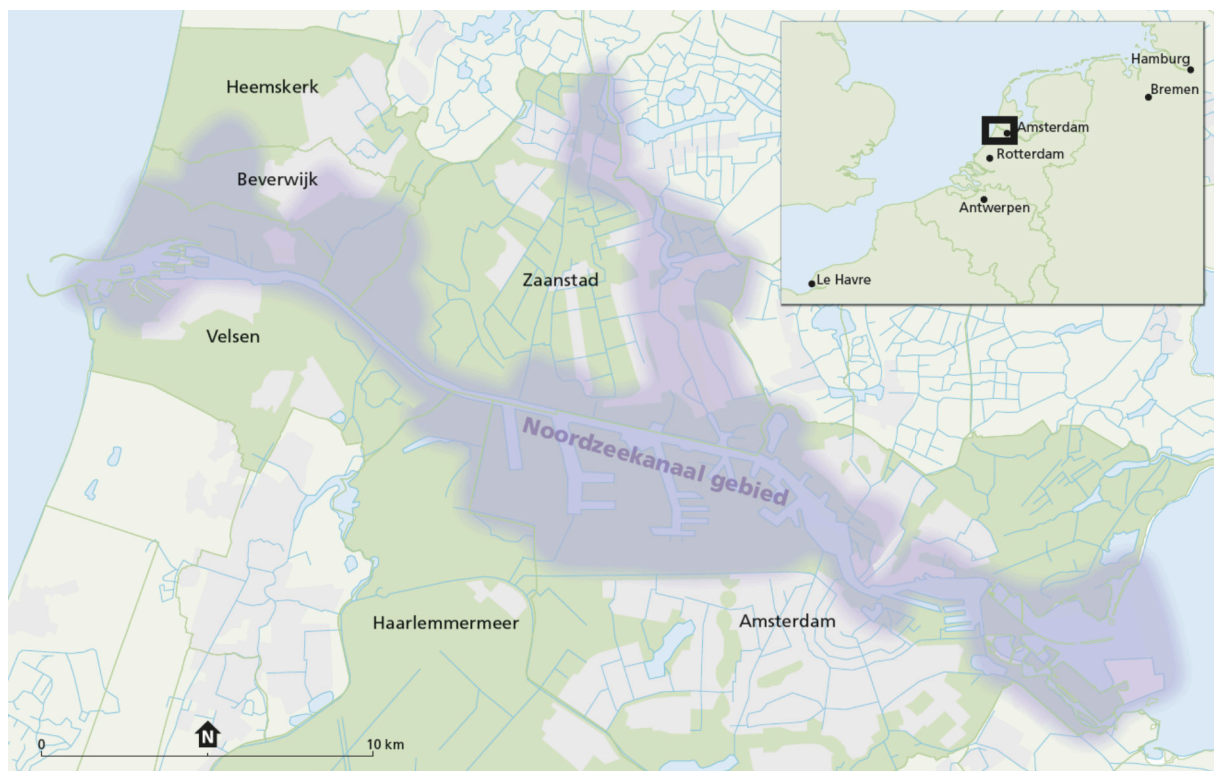 Heemskerk
Beverwijk
Velsen
Zaanstad
Noordzeekanaal gebied
Haarlemmermeer
Amsterdam
N
0
10 km
Hamburg
Bremen
Amsterdam
Rotterdam
Antwerpen
Le Havre